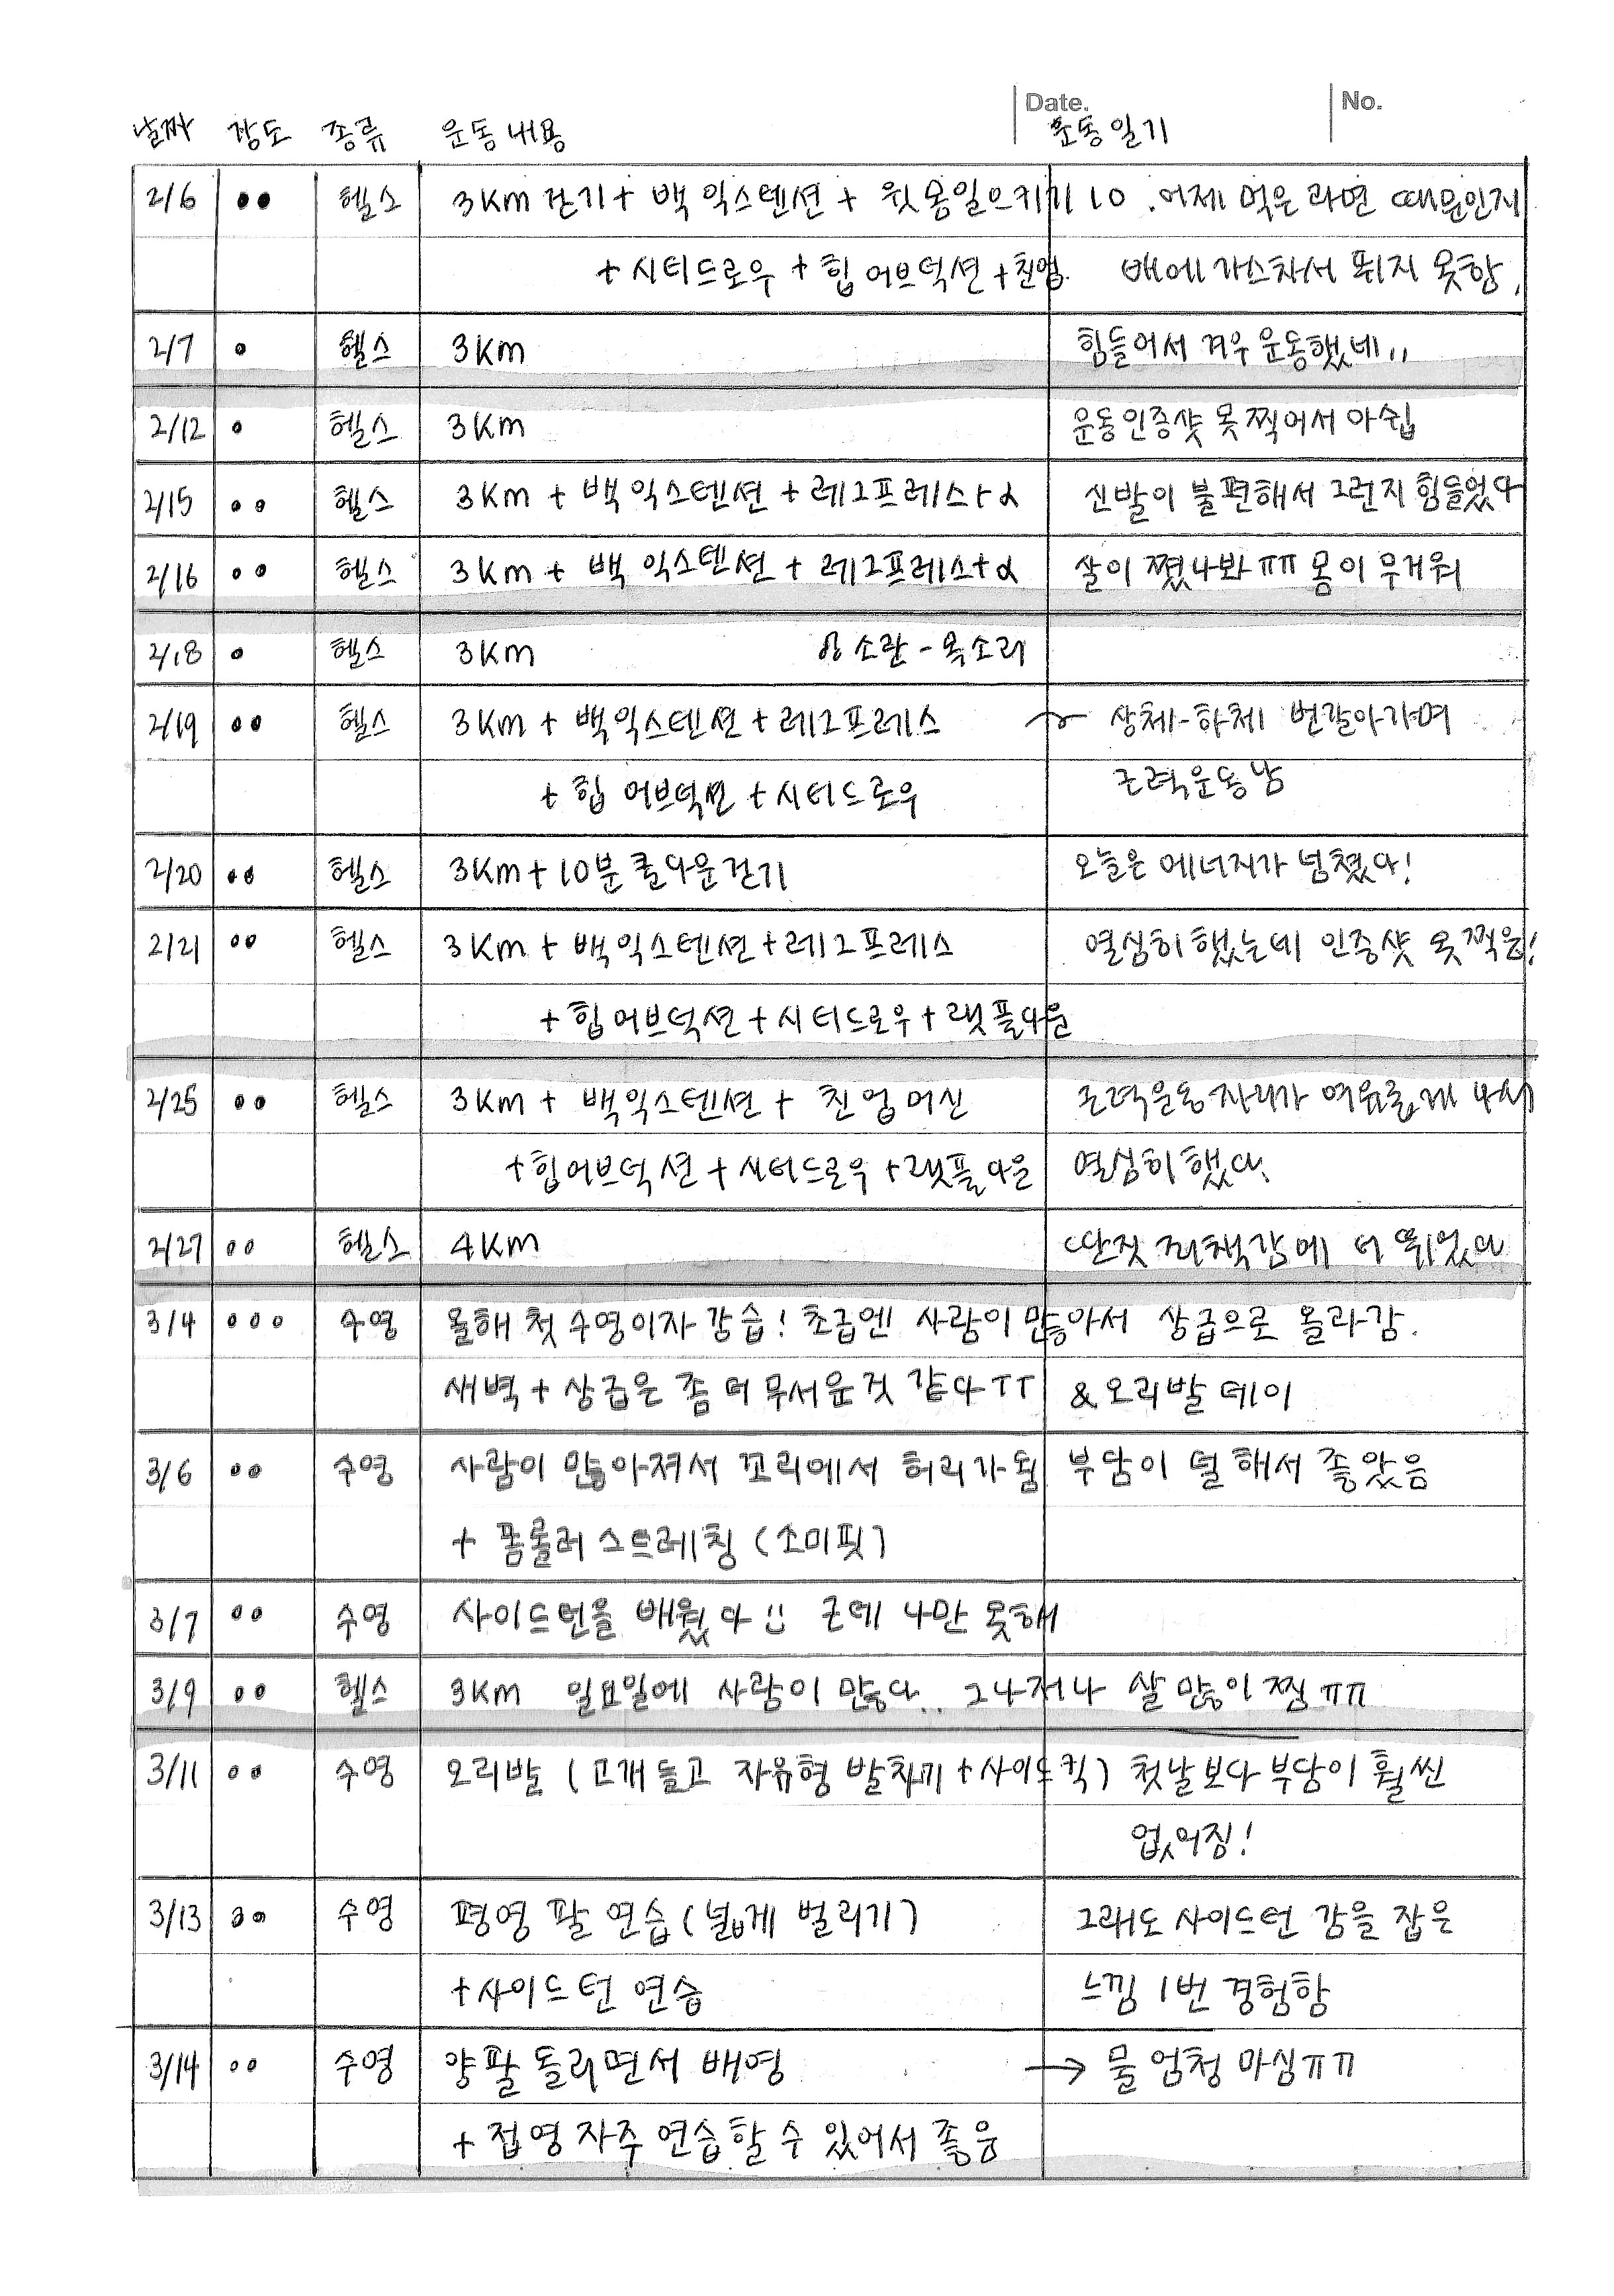 Date. No.
날짜 강도 종류 운동내용 운동일기
2/6 •• 헬스 3km 걷기 + 백 익스텐션 + 윗몸일으키기 10 . 어제 먹은 라면 때문인지
+ 시티드로우 + 힙 어브덕션 + 친업. 배에 가스차서 뛰지 못함.
2/7 • 헬스 3km 힘들어서 겨우 운동했네..
2/12 • 헬스 3km 운동인증샷 못찍어서 아쉽
2/15 •• 헬스 3km + 백 익스텐션 + 레그프레스+α 신발이 불편해서 그런지 힘들었다
2/16 •• 헬스 3km + 백 익스텐션 + 레그프레스+α 살이 쪘나봐 ㅠㅠ 몸이 무거워
2/18 • 헬스 3km 소란 - 목소리
2/19 •• 헬스 3km + 백익스텐션 + 레그프레스 → 상체-하체 번갈아가며
+ 힙 어브덕션 + 시티드로우 근력운동남
2/20 •• 헬스 3km + 10분 쿨다운걷기 오늘은 에너지가 넘쳤다!
2/21 •• 헬스 3km + 백익스텐션 + 레그프레스 열심히 했는데 인증샷 못찍음!
+ 힙어브덕션 + 시티드로우 + 랫풀다운
2/25 •• 헬스 3km + 백익스텐션 + 친업머신 근력운동 자리가 여유롭게 나서
+ 힙어브덕션 + 시티드로우 + 랫풀다운 열심히 했다.
2/27 •• 헬스 4km 딴짓 죄책감에 더 뛰었다
3/4 ••• 수영 올해 첫 수영이자 강습! 초급엔 사람이 많아서 상급으로 올라감.
새벽 + 상급은 좀 더 무서운것 같다ㅜㅜ & 오리발 데이
3/6 •• 수영 사람이 많아져서 꼬리에서 허리가 됨 부담이 덜해서 좋았음
+ 폼롤러 스트레칭 (소미핏)
3/7 •• 수영 사이드턴을 배웠다 근데 나만 못해
3/9 •• 헬스 3km 일요일에 사람이 많다.. 그나저나 살 많이 찜 ㅠㅠ
3/11 •• 수영 오리발 (고개들고 자유형 발차기 + 사이드킥) 첫날보다 부담이 훨씬
없어짐!
3/13 •• 수영 평영 팔 연습 (넓게 벌리기) 그래도 사이드턴 감을 잡은
+사이드턴 연습 느낌 1번 경험함
3/14 •• 수영 양팔 돌리면서 배영 → 물 엄청 마심ㅠㅠ
+ 접영 자주 연습할 수 있어서 좋음